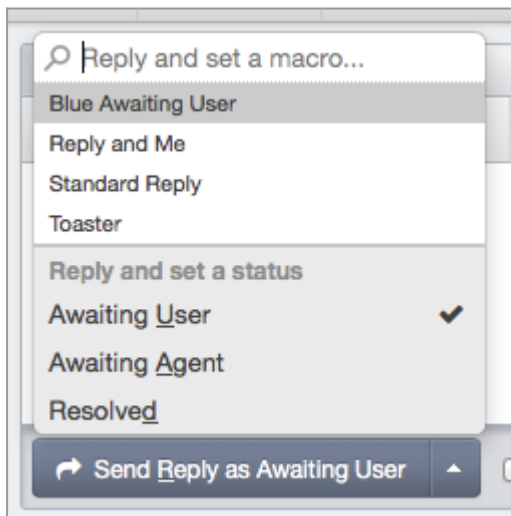 Reply and set a macro...
Blue Awaiting User
Reply and Me
Standard Reply
Toaster
Reply and set a status
Awaiting User
Awaiting Agent
Resolved
Send Reply as Awaiting User